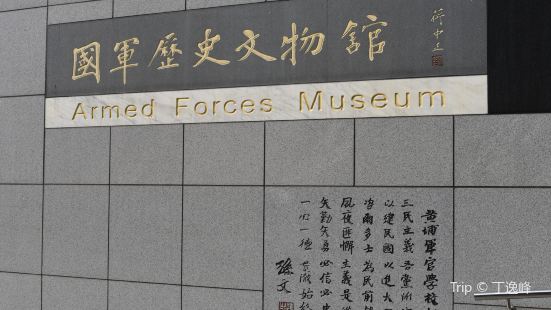 國軍歷史文物館
蔣中正
Armed Forces Museum
黃埔軍官學校
三民主義吾黨所
以建民國以進大
咨爾多士為民前
夙夜匪懈主義是
矢勤矢勇必信必
一心一德貫徹始終
孫文
Trip © 丁逸峰